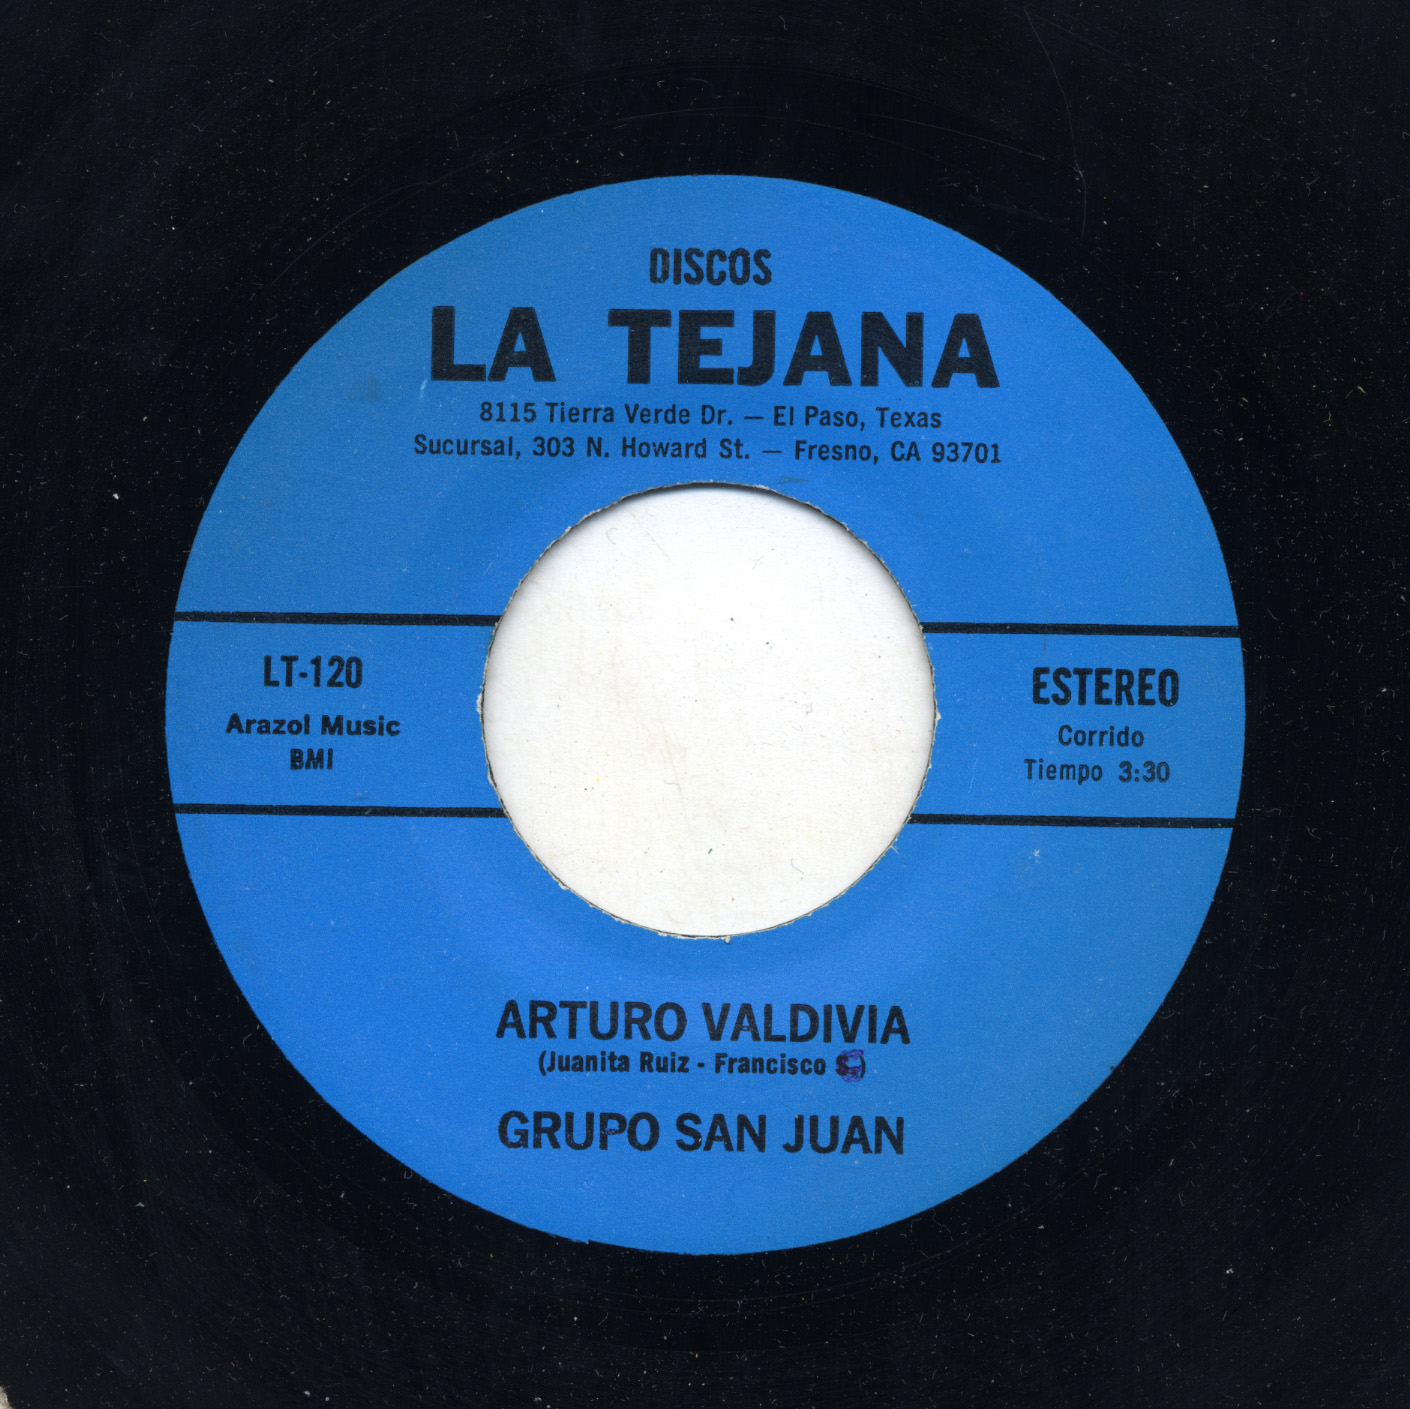 DISCOS
LA TEJANA
8115 Tierra Verde Dr. — El Paso, Texas
Sucursal, 303 N. Howard St. — Fresno, CA 93701
LT-120
Arazol Music
BMI
ESTEREO
Corrido
Tiempo 3:30
ARTURO VALDIVIA
(Juanita Ruiz - Francisco )
GRUPO SAN JUAN